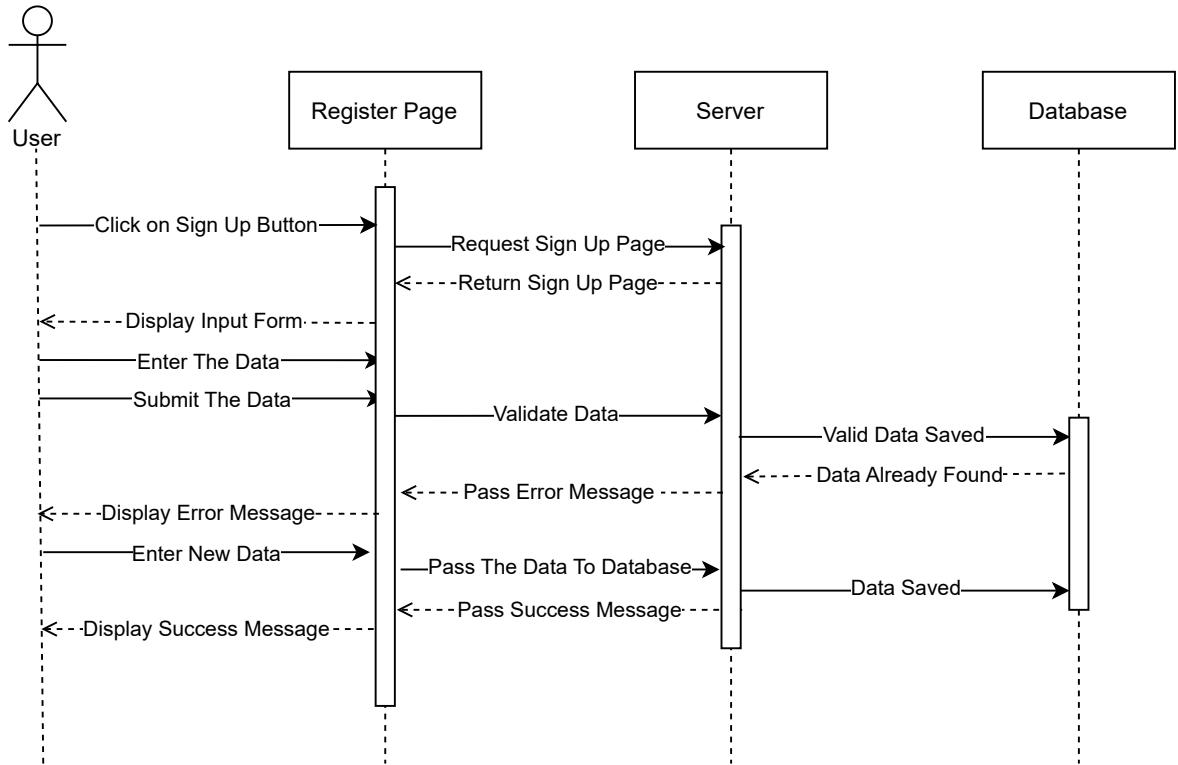 User
Register Page
Server
Database
Click on Sign Up Button
Request Sign Up Page
Return Sign Up Page
Display Input Form
Enter The Data
Submit The Data
Validate Data
Valid Data Saved
Data Already Found
Pass Error Message
Display Error Message
Enter New Data
Pass The Data To Database
Data Saved
Pass Success Message
Display Success Message